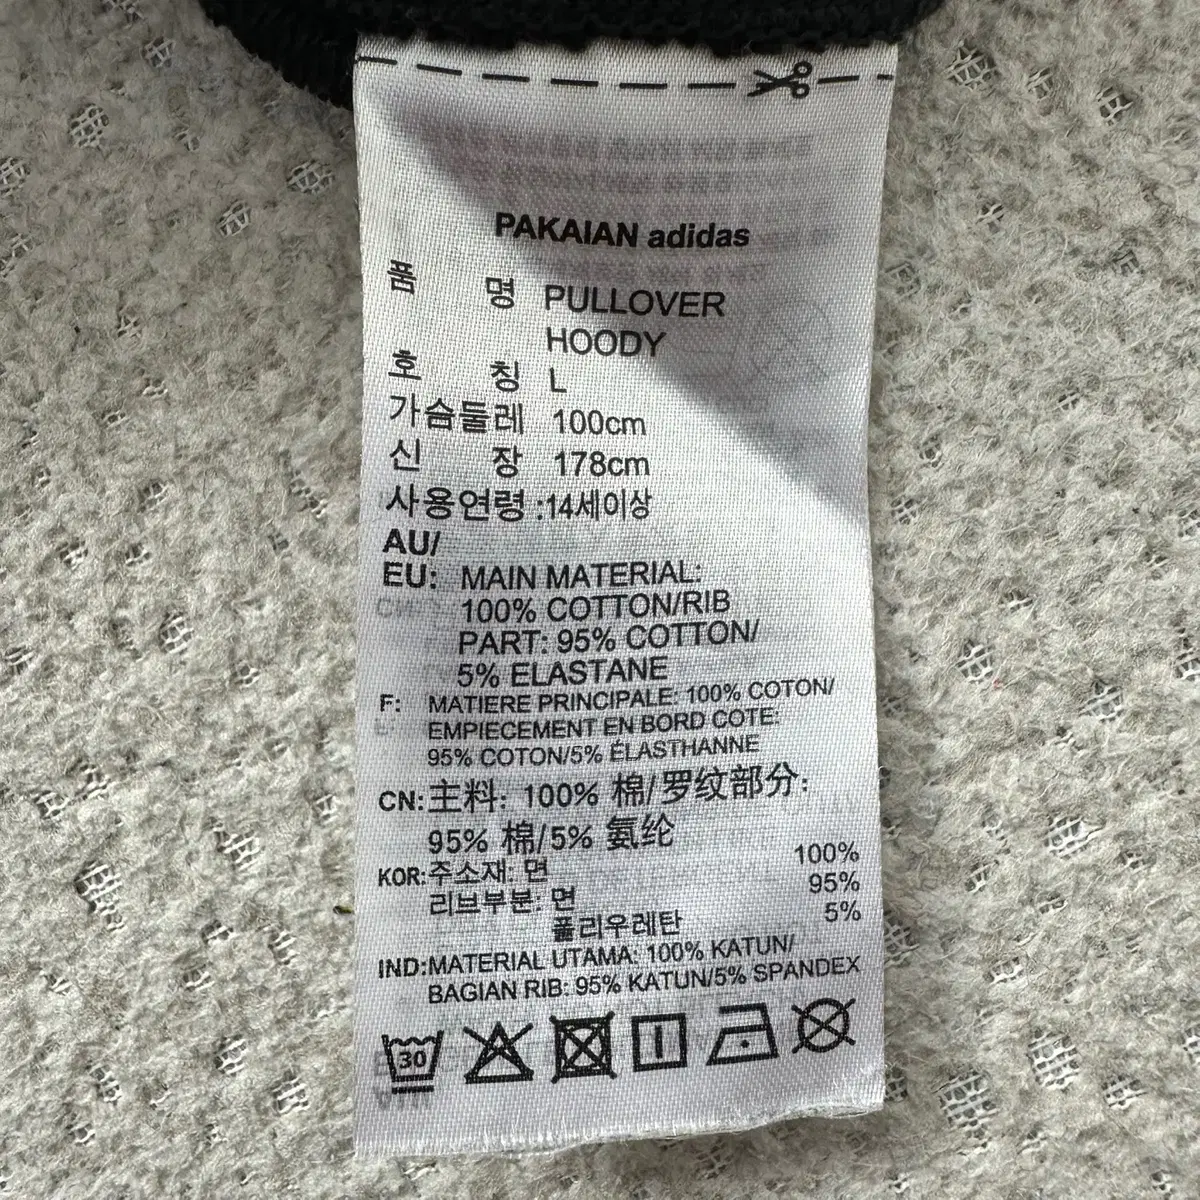 PAKAIAN adidas
품 명 PULLOVER
HOODY
호 칭 L
가슴둘레 100cm
신 장 178cm
사용연령 :14세이상
AU/
EU: MAIN MATERIAL:
100% COTTON/RIB
PART: 95% COTTON/
5% ELASTANE
F: MATIERE PRINCIPALE: 100% COTON/
EMPIECEMENT EN BORD COTE:
95% COTON/5% ÉLASTHANNE
CN: 主料: 100% 棉/罗纹部分:
95% 棉/5% 氨纶
KOR: 주소재: 면 100%
리브부분: 면 95%
폴리우레탄 5%
IND: MATERIAL UTAMA: 100% KATUN/
BAGIAN RIB: 95% KATUN/5% SPANDEX
30